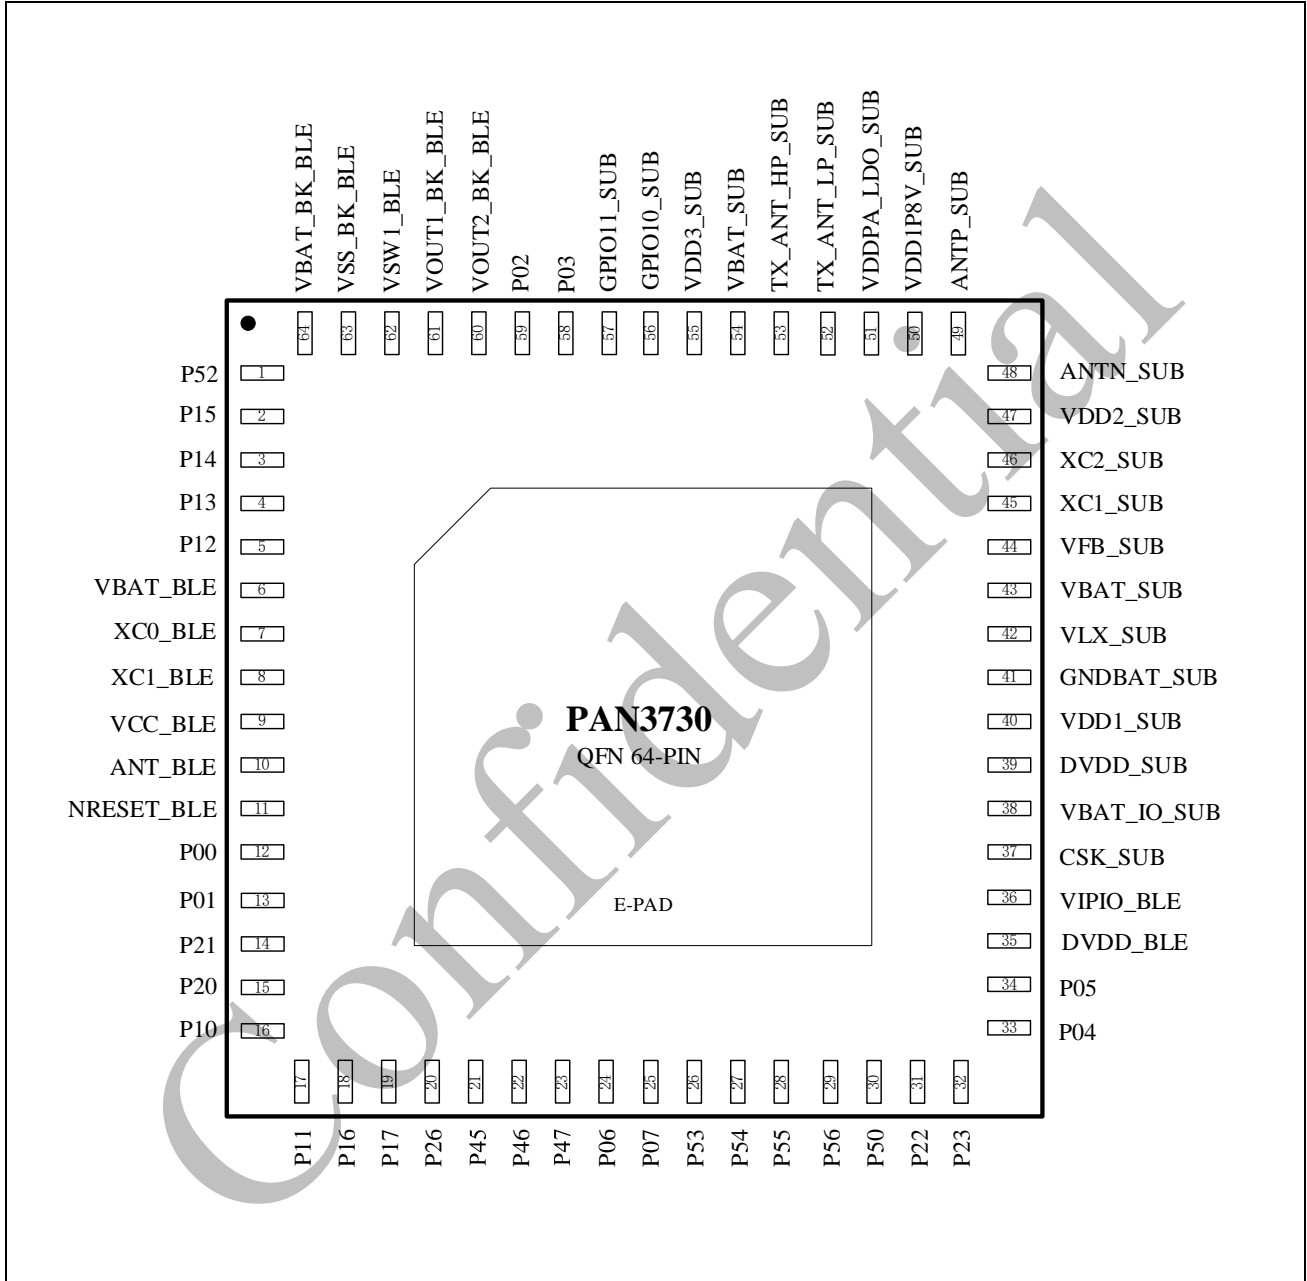 VBAT_BK_BLE
VSS_BK_BLE
VSW1_BLE
VOUT1_BK_BLE
VOUT2_BK_BLE
P02
P03
GPIO11_SUB
GPIO10_SUB
VDD3_SUB
VBAT_SUB
TX_ANT_HP_SUB
TX_ANT_LP_SUB
VDDPA_LDO_SUB
VDD1P8V_SUB
ANTP_SUB
64
63
62
61
60
59
58
57
56
55
54
53
52
51
50
49
P52 1
P15 2
P14 3
P13 4
P12 5
VBAT_BLE 6
XC0_BLE 7
XC1_BLE 8
VCC_BLE 9
ANT_BLE 10
NRESET_BLE 11
P00 12
P01 13
P21 14
P20 15
P10 16
PAN3730
QFN 64-PIN
E-PAD
Confidential
48 ANTN_SUB
47 VDD2_SUB
46 XC2_SUB
45 XC1_SUB
44 VFB_SUB
43 VBAT_SUB
42 VLX_SUB
41 GNDBAT_SUB
40 VDD1_SUB
39 DVDD_SUB
38 VBAT_IO_SUB
37 CSK_SUB
36 VIPIO_BLE
35 DVDD_BLE
34 P05
33 P04
17
18
19
20
21
22
23
24
25
26
27
28
29
30
31
32
P11
P16
P17
P26
P45
P46
P47
P06
P07
P53
P54
P55
P56
P50
P22
P23